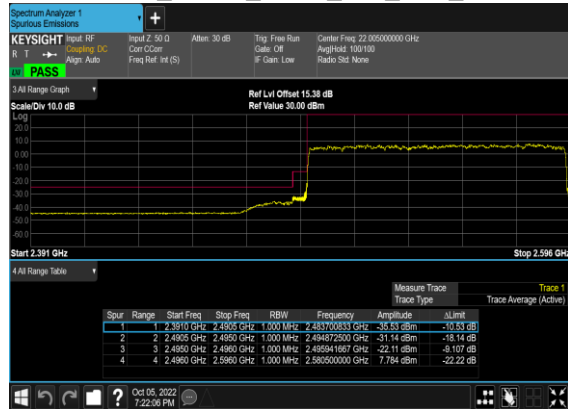 Spectrum Analyzer 1
Spurious Emissions
KEYSIGHT Input: RF Input Z: 50 Ω Atten: 30 dB Trig: Free Run Center Freq: 22.005000000 GHz
R T Coupling: DC Corr CCorr Gate: Off Avg|Hold: 100/100
Align: Auto Freq Ref: Int (S) IF Gain: Low Radio Std: None
PASS
3 All Range Graph
Ref Lvl Offset 15.38 dB
Scale/Div 10.0 dB Ref Value 30.00 dBm
Log
20.0
10.0
0.00
-10.0
-20.0
-30.0
-40.0
-50.0
-60.0
Start 2.391 GHz Stop 2.596 GHz
4 All Range Table
Measure Trace Trace 1
Trace Type Trace Average (Active)
Spur Range Start Freq Stop Freq RBW Frequency Amplitude ΔLimit
1 1 2.3910 GHz 2.4905 GHz 1.000 MHz 2.483700833 GHz -35.53 dBm -10.53 dB
2 2 2.4905 GHz 2.4950 GHz 1.000 MHz 2.494872500 GHz -31.14 dBm -18.14 dB
3 3 2.4950 GHz 2.4960 GHz 1.000 MHz 2.495941667 GHz -22.11 dBm -9.107 dB
4 4 2.4960 GHz 2.5960 GHz 1.000 MHz 2.580500000 GHz 7.784 dBm -22.22 dB
? Oct 05, 2022
7:22:06 PM